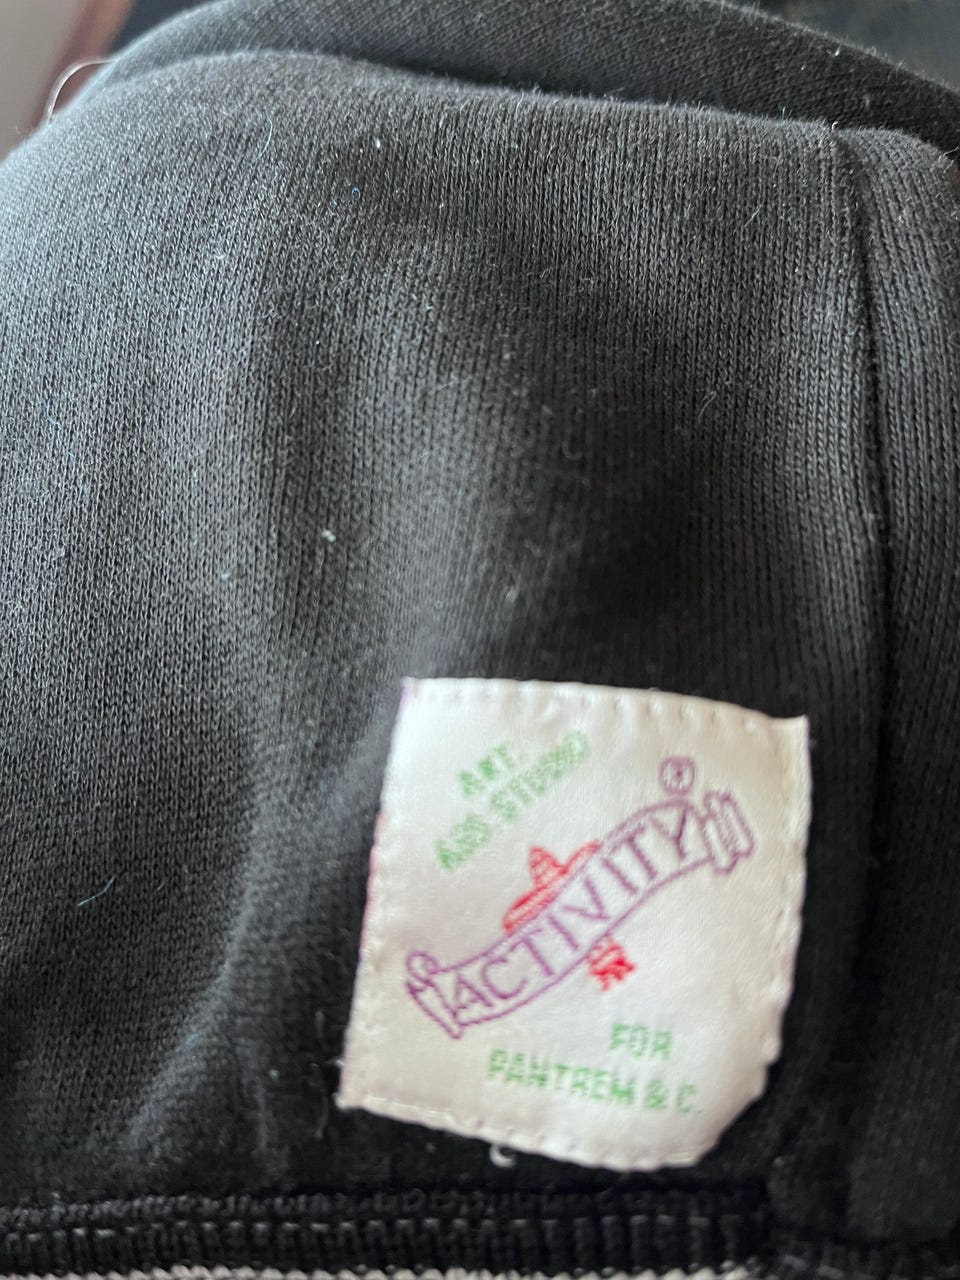 ART.
ABB STUDIO
®
ACTIVITY
FOR
PANTREM & C.